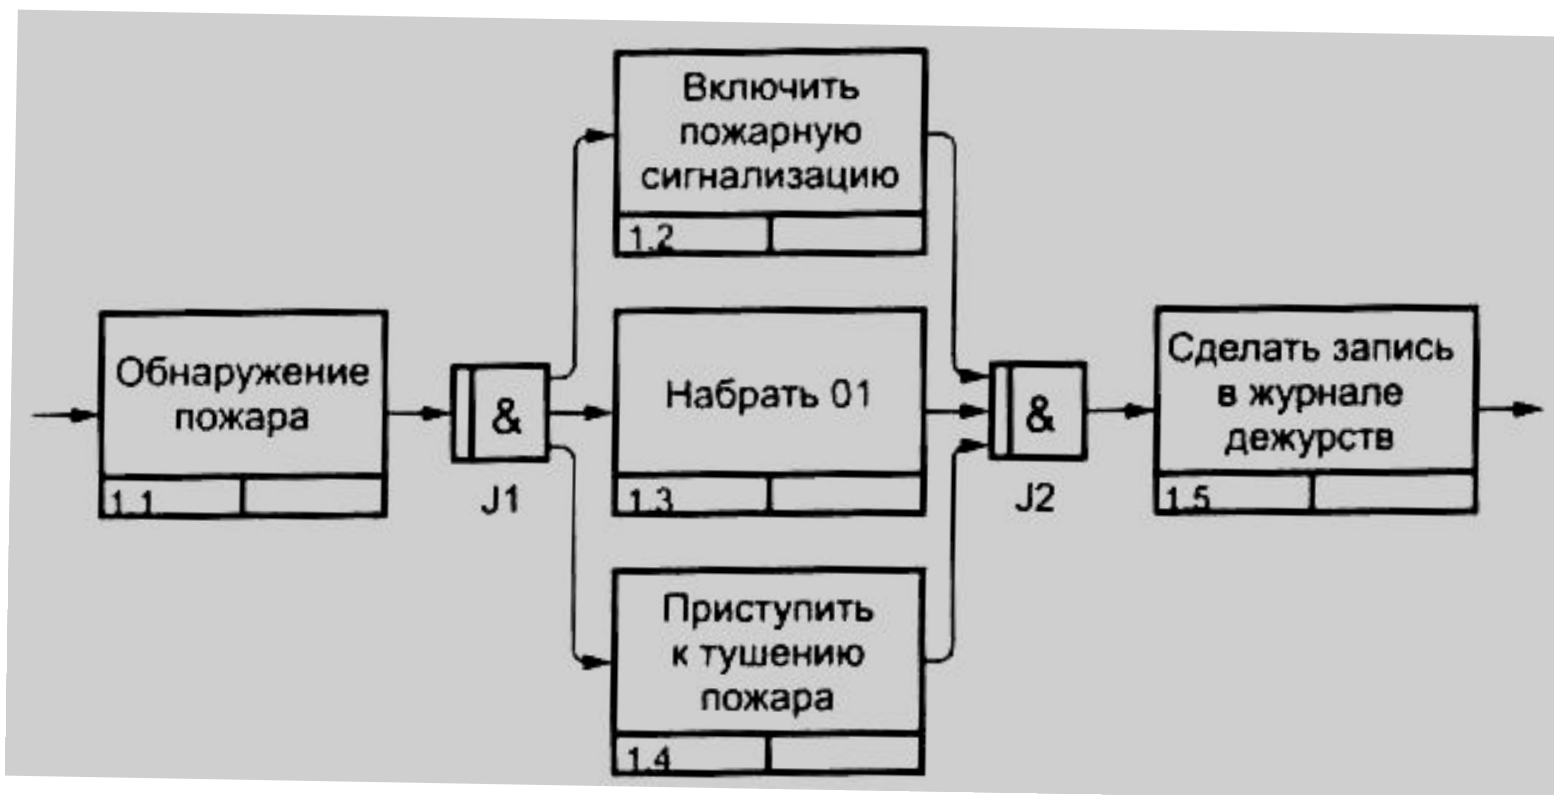 Включить
пожарную
сигнализацию
1.2
Обнаружение
пожара
1.1
&
J1
Набрать 01
1.3
&
J2
Сделать запись
в журнале
дежурств
1.5
Приступить
к тушению
пожара
1.4